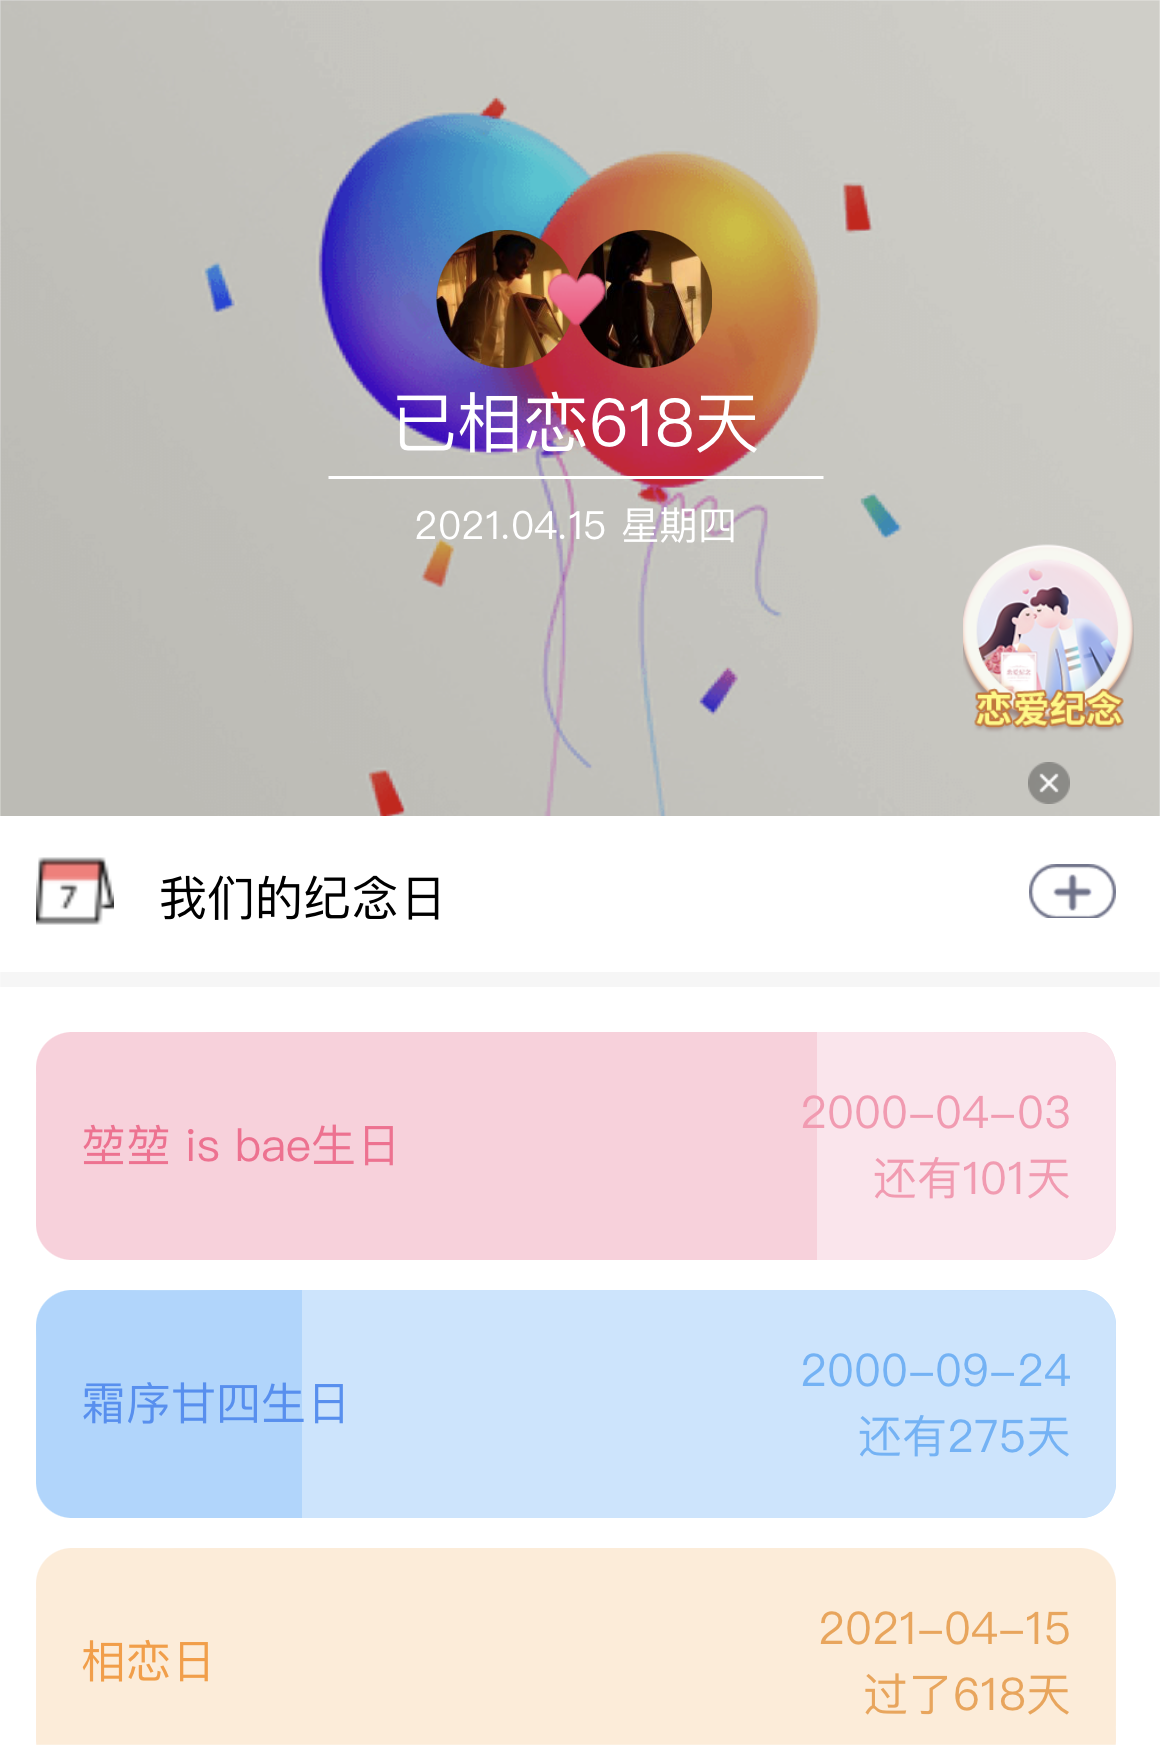 已相恋618天
2021.04.15 星期四
恋爱纪念
7
我们的纪念日
堃堃 is bae生日
2000-04-03
还有101天
霜序甘四生日
2000-09-24
还有275天
相恋日
2021-04-15
过了618天